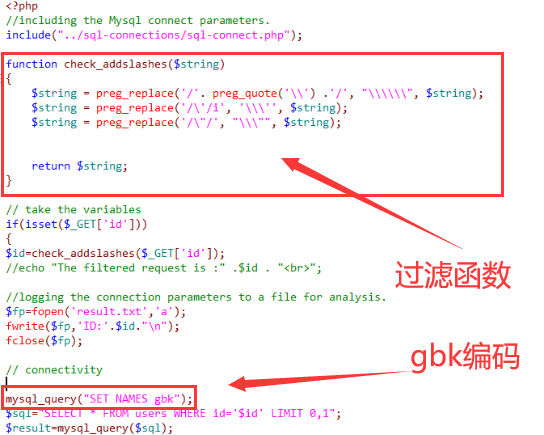 <?php
//including the Mysql connect parameters.
include("../sql-connections/sql-connect.php");
function check_addslashes($string)
{
$string = preg_replace('/'. preg_quote('\\') .'/', "\\\\\\", $string);
$string = preg_replace('/\'/i', '\\\'', $string);
$string = preg_replace('/\"/', "\\\"", $string);
return $string;
}
过滤函数
// take the variables
if(isset($_GET['id']))
{
$id=check_addslashes($_GET['id']);
//echo "The filtered request is :" .$id . "<br>";
//logging the connection parameters to a file for analysis.
$fp=fopen('result.txt','a');
fwrite($fp,'ID:'.$id."\n");
fclose($fp);
gbk编码
// connectivity
mysql_query("SET NAMES gbk");
$sql="SELECT * FROM users WHERE id='$id' LIMIT 0,1";
$result=mysql_query($sql);